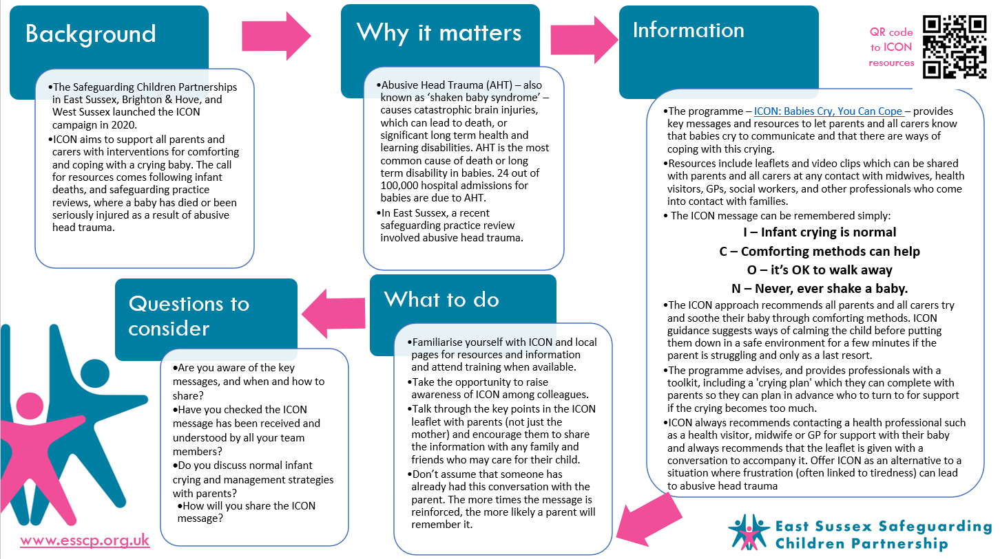 Background
•The Safeguarding Children Partnerships
in East Sussex, Brighton & Hove, and
West Sussex launched the ICON
campaign in 2020.
•ICON aims to support all parents and
carers with interventions for comforting
and coping with a crying baby. The call
for resources comes following infant
deaths, and safeguarding practice
reviews, where a baby has died or been
seriously injured as a result of abusive
head trauma.
Why it matters
•Abusive Head Trauma (AHT) – also
known as ‘shaken baby syndrome’ –
causes catastrophic brain injuries,
which can lead to death, or
significant long term health and
learning disabilities. AHT is the most
common cause of death or long
term disability in babies. 24 out of
100,000 hospital admissions for
babies are due to AHT.
•In East Sussex, a recent
safeguarding practice review
involved abusive head trauma.
Information
QR code
to ICON
resources
•The programme – ICON: Babies Cry, You Can Cope – provides
key messages and resources to let parents and all carers know
that babies cry to communicate and that there are ways of
coping with this crying.
•Resources include leaflets and video clips which can be shared
with parents and all carers at any contact with midwives, health
visitors, GPs, social workers, and other professionals who come
into contact with families.
• The ICON message can be remembered simply:
I – Infant crying is normal
C – Comforting methods can help
O – it’s OK to walk away
N – Never, ever shake a baby.
•The ICON approach recommends all parents and all carers try
and soothe their baby through comforting methods. ICON
guidance suggests ways of calming the child before putting
them down in a safe environment for a few minutes if the
parent is struggling and only as a last resort.
•The programme advises, and provides professionals with a
toolkit, including a 'crying plan' which they can complete with
parents so they can plan in advance who to turn to for support
if the crying becomes too much.
•ICON always recommends contacting a health professional such
as a health visitor, midwife or GP for support with their baby
and always recommends that the leaflet is given with a
conversation to accompany it. Offer ICON as an alternative to a
situation where frustration (often linked to tiredness) can lead
to abusive head trauma
What to do
•Familiarise yourself with ICON and local
pages for resources and information
and attend training when available.
•Take the opportunity to raise
awareness of ICON among colleagues.
•Talk through the key points in the ICON
leaflet with parents (not just the
mother) and encourage them to share
the information with any family and
friends who may care for their child.
•Don’t assume that someone has
already had this conversation with the
parent. The more times the message is
reinforced, the more likely a parent will
remember it.
Questions to
consider
•Are you aware of the key
messages, and when and how to
share?
•Have you checked the ICON
message has been received and
understood by all your team
members?
•Do you discuss normal infant
crying and management strategies
with parents?
•How will you share the ICON
message?
www.esscp.org.uk
East Sussex Safeguarding
Children Partnership